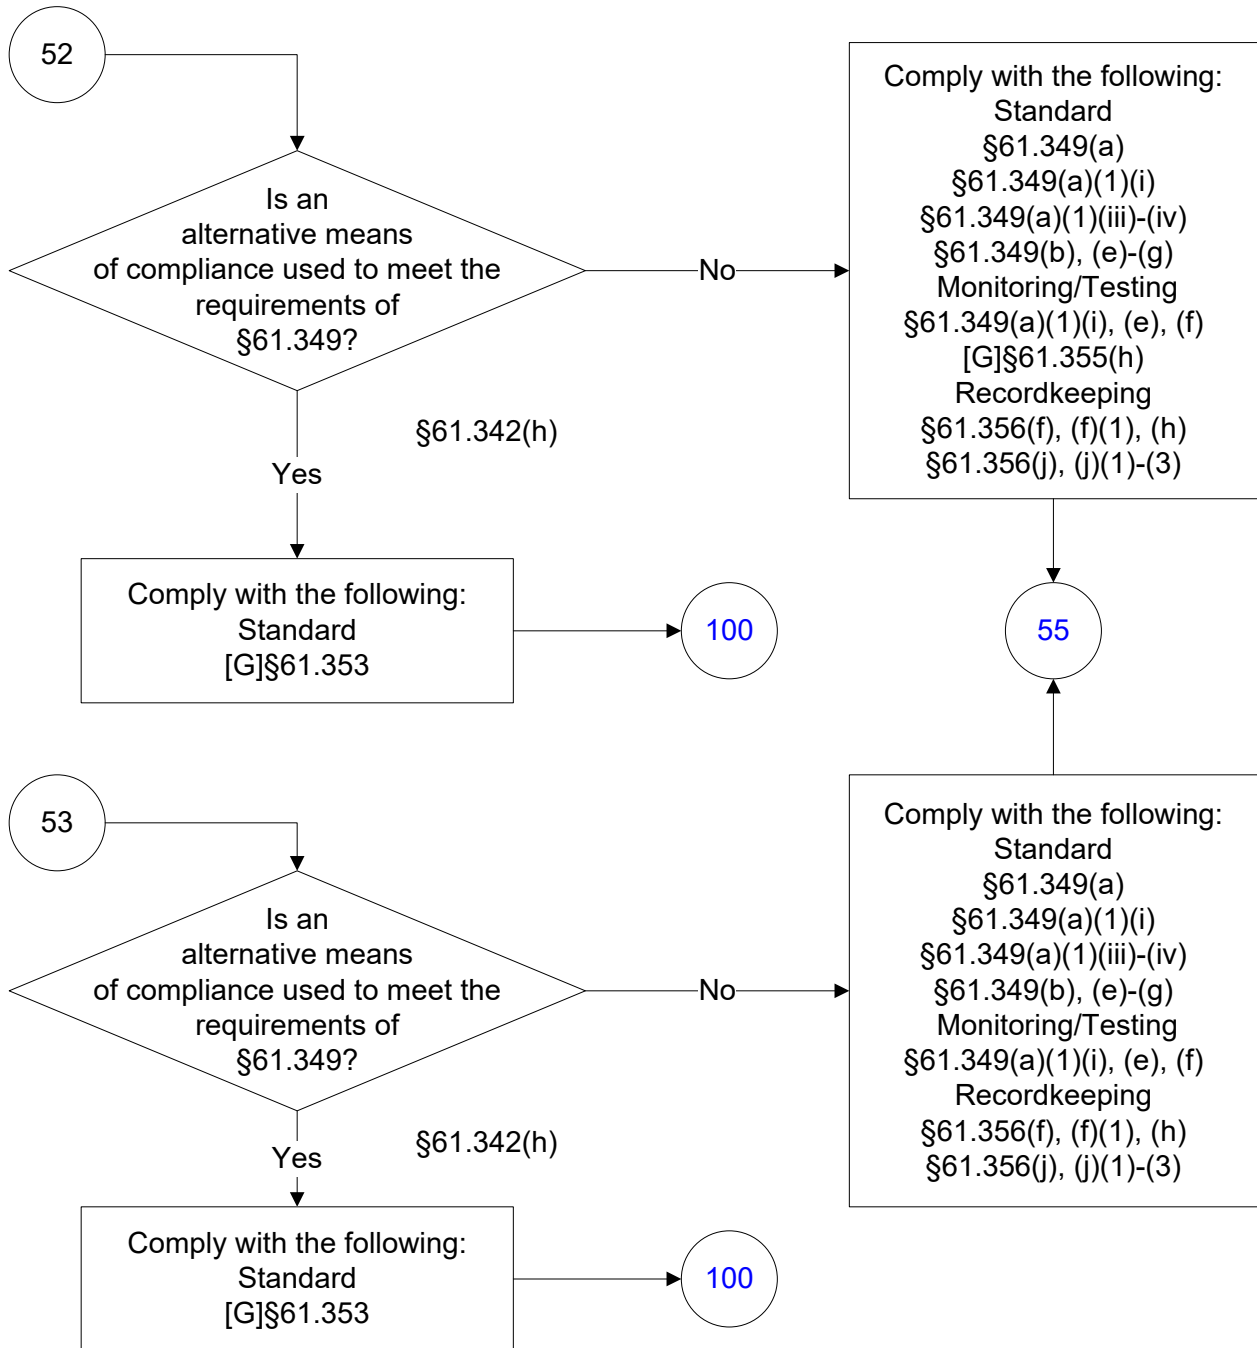 52
Is an
alternative means
of compliance used to meet the
requirements of
§61.349?
No
§61.342(h)
Yes
Comply with the following:
Standard
[G]§61.353
100
Comply with the following:
Standard
§61.349(a)
§61.349(a)(1)(i)
§61.349(a)(1)(iii)-(iv)
§61.349(b), (e)-(g)
Monitoring/Testing
§61.349(a)(1)(i), (e), (f)
[G]§61.355(h)
Recordkeeping
§61.356(f), (f)(1), (h)
§61.356(j), (j)(1)-(3)
55
53
Is an
alternative means
of compliance used to meet the
requirements of
§61.349?
No
§61.342(h)
Yes
Comply with the following:
Standard
[G]§61.353
100
Comply with the following:
Standard
§61.349(a)
§61.349(a)(1)(i)
§61.349(a)(1)(iii)-(iv)
§61.349(b), (e)-(g)
Monitoring/Testing
§61.349(a)(1)(i), (e), (f)
Recordkeeping
§61.356(f), (f)(1), (h)
§61.356(j), (j)(1)-(3)